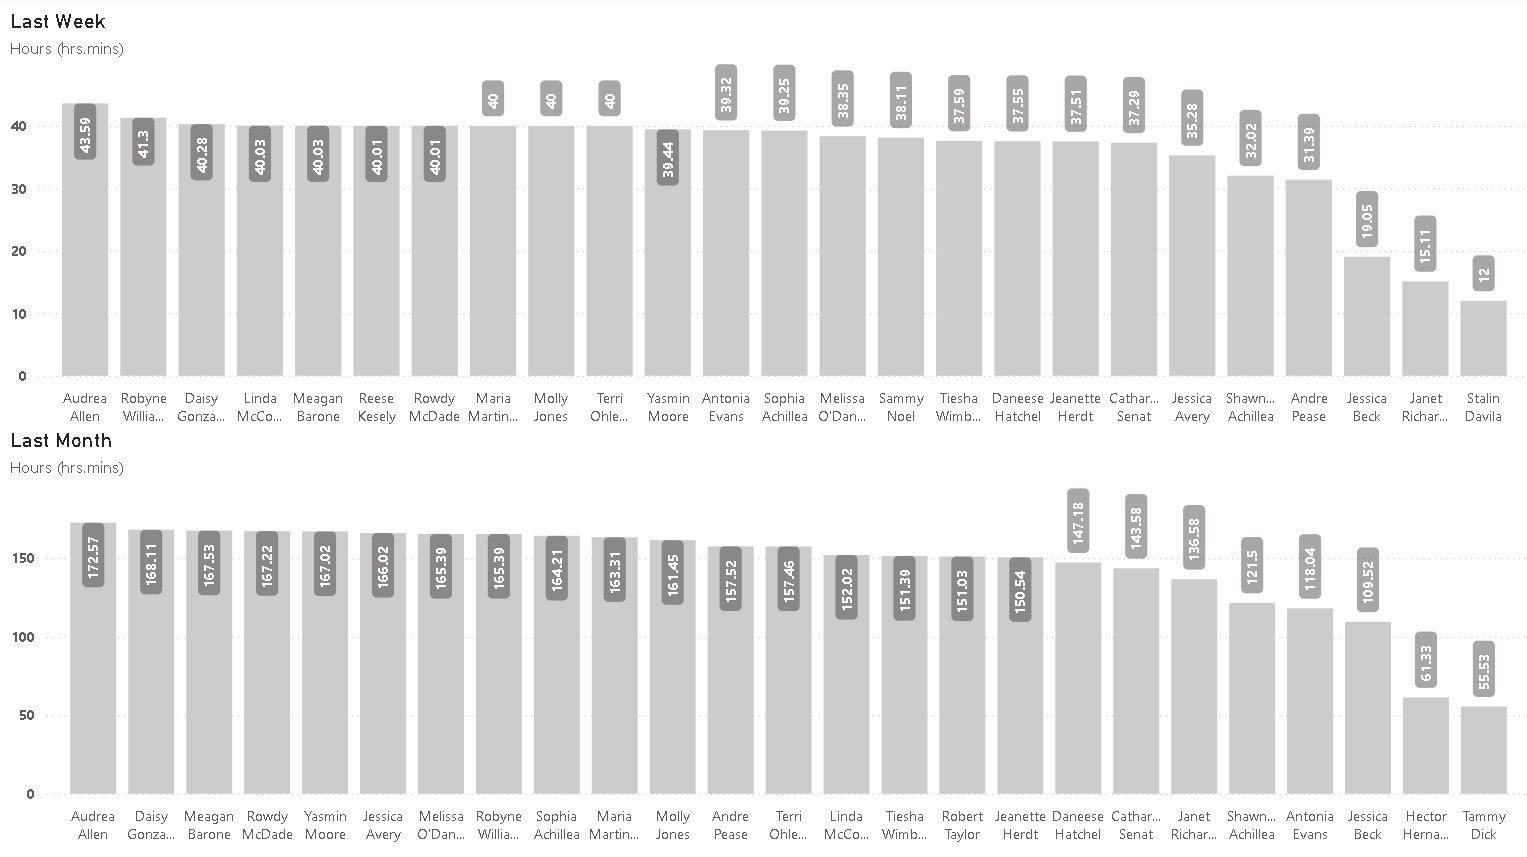 Last Week
Hours (hrs.mins)
43.59 41.3 40.28 40.03 40.03 40.01 40.01 40 40 40 39.44 39.32 39.25 38.35 38.11 37.59 37.55 37.51 37.29 35.28 32.02 31.39 19.05 15.11 12
40
30
20
10
0
Audrea Robyne Daisy Linda Meagan Reese Rowdy Maria Molly Terri Yasmin Antonia Sophia Melissa Sammy Tiesha Daneese Jeanette Cathar... Jessica Shawn... Andre Jessica Janet Stalin
Allen Willia... Gonza... McCo... Barone Kesely McDade Martin... Jones Ohle... Moore Evans Achillea O'Dan... Noel Wimb... Hatchel Herdt Senat Avery Achillea Pease Beck Richar... Davila
Last Month
Hours (hrs.mins)
172.57 168.11 167.53 167.22 167.02 166.02 165.39 165.39 164.21 163.31 161.45 157.52 157.46 152.02 151.39 151.03 150.54 147.18 143.58 136.58 121.5 118.04 109.52 61.33 55.53
150
100
50
0
Audrea Daisy Meagan Rowdy Yasmin Jessica Melissa Robyne Sophia Maria Molly Andre Terri Linda Tiesha Robert Jeanette Daneese Cathar... Janet Shaw... Antonia Jessica Hector Tammy
Allen Gonza... Barone McDade Moore Avery O'Dan... Willia... Achillea Martin... Jones Pease Ohle... McCo... Wimb... Taylor Herdt Hatchel Senat Richar... Achillea Evans Beck Herna... Dick